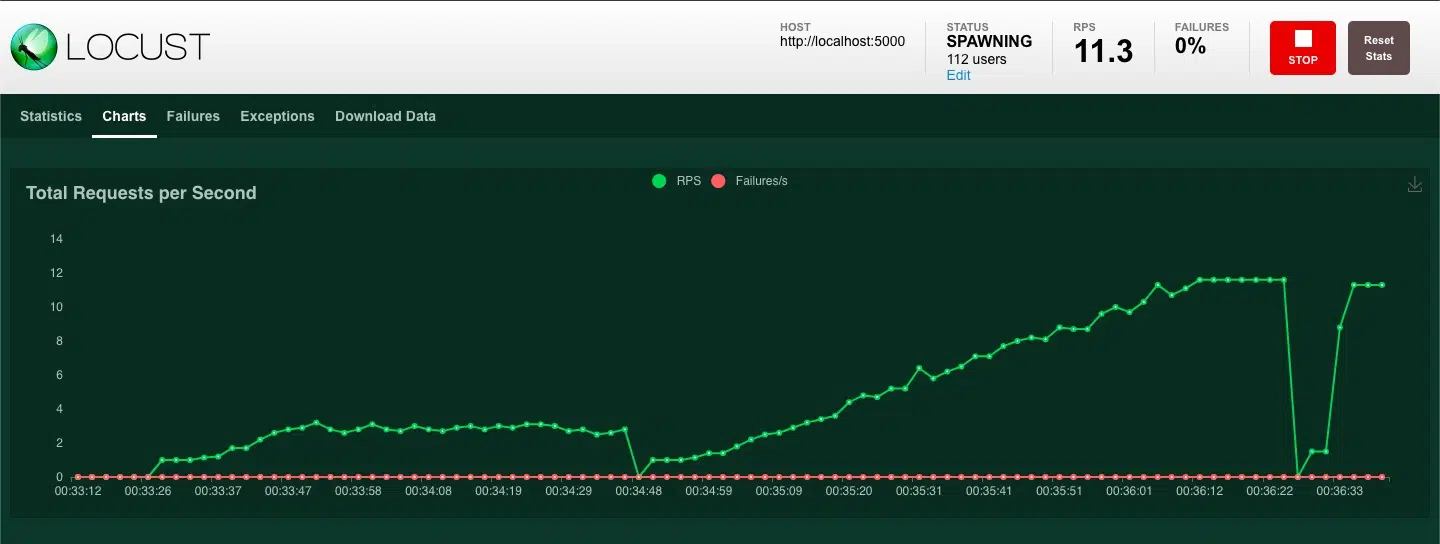 LOCUST
HOST
http://localhost:5000
STATUS
SPAWNING
112 users
Edit
RPS
11.3
FAILURES
0%
STOP
Reset
Stats
Statistics Charts Failures Exceptions Download Data
Total Requests per Second
RPS Failures/s
14
12
10
8
6
4
2
0
00:33:12 00:33:26 00:33:37 00:33:47 00:33:58 00:34:08 00:34:19 00:34:29 00:34:48 00:34:59 00:35:09 00:35:20 00:35:31 00:35:41 00:35:51 00:36:01 00:36:12 00:36:22 00:36:33